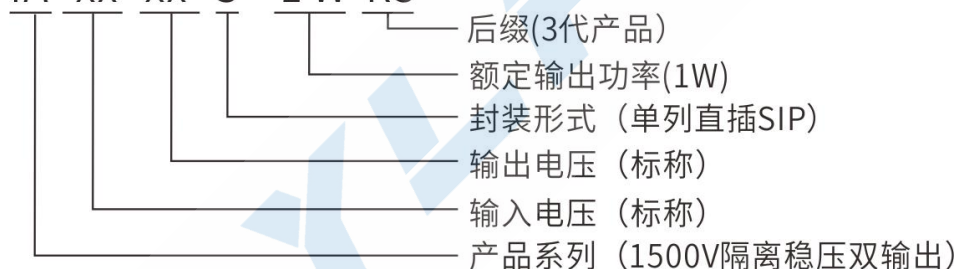 后缀(3代产品）
额定输出功率(1W)
封装形式（单列直插SIP）
输出电压（标称）
输入电压（标称）
产品系列（1500V隔离稳压双输出）